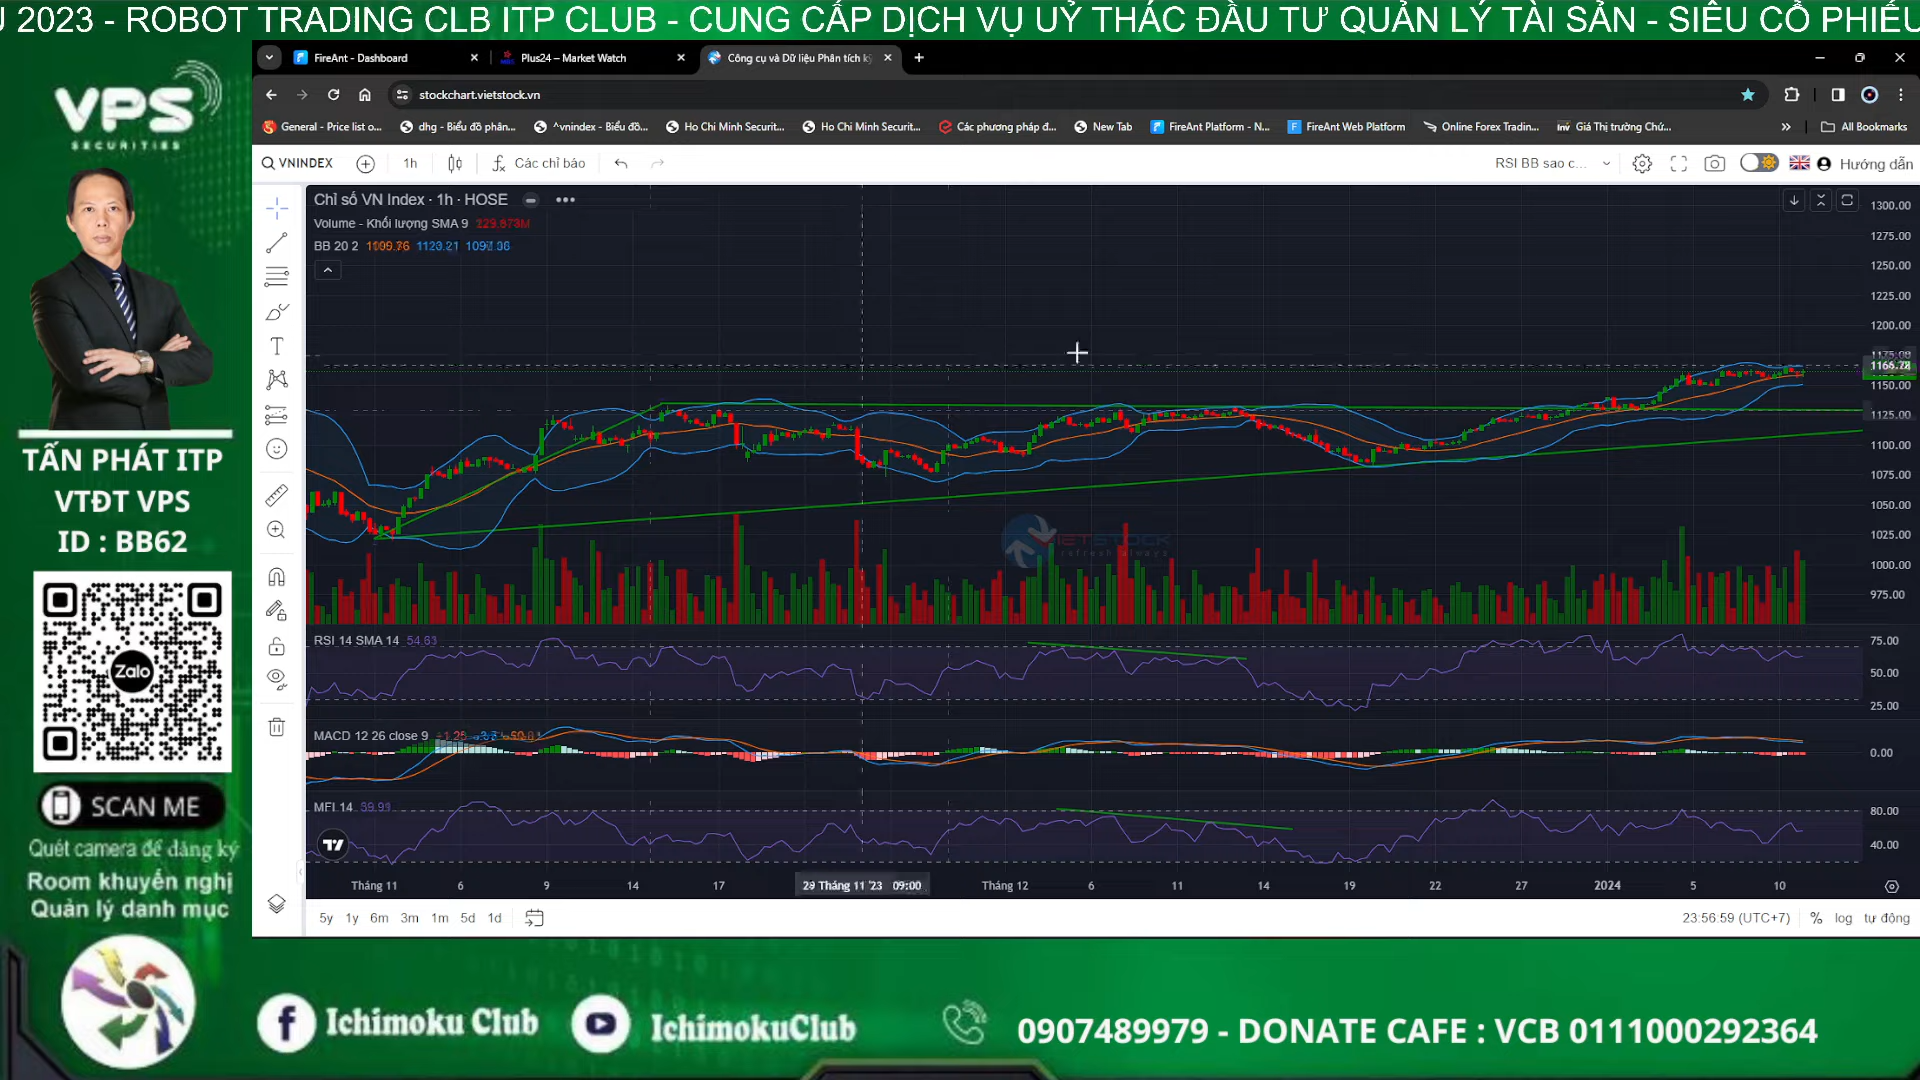 U 2023 - ROBOT TRADING CLB ITP CLUB - CUNG CẤP DỊCH VỤ UỶ THÁC ĐẦU TƯ QUẢN LÝ TÀI SẢN - SIÊU CỔ PHIẾU
VPS
SECURITIES
TẤN PHÁT ITP
VTĐT VPS
ID : BB62
Zalo
SCAN ME
Quét camera để đăng ký
Room khuyến nghị
Quản lý danh mục
FireAnt - Dashboard
Plus24 – Market Watch
Công cụ và Dữ liệu Phân tích kỹ
stockchart.vietstock.vn
General - Price list o...
dhg - Biểu đồ phân...
^vnindex - Biểu đồ...
Ho Chi Minh Securit...
Ho Chi Minh Securit...
Các phương pháp đ...
New Tab
FireAnt Platform - N...
FireAnt Web Platform
Online Forex Tradin...
Giá Thị trường Chứ...
All Bookmarks
VNINDEX
1h
Các chỉ báo
RSI BB sao c...
Hướng dẫn
Chỉ số VN Index · 1h · HOSE
Volume - Khối lượng SMA 9
BB 20 2
1300.00
1275.00
1250.00
1225.00
1200.00
1150.00
1125.00
1100.00
1075.00
1050.00
1025.00
1000.00
975.00
VIETSTOCK
refresh always
RSI 14 SMA 14 54.63
75.00
50.00
25.00
MACD 12 26 close 9
0.00
MFI 14
80.00
40.00
Tháng 11 6 9 14 17 29 Tháng 11 '23 09:00 Tháng 12 6 11 14 19 22 27 2024 5 10
5y 1y 6m 3m 1m 5d 1d
23:56:59 (UTC+7) % log tự động
Ichimoku Club
IchimokuClub
0907489979 - DONATE CAFE : VCB 0111000292364